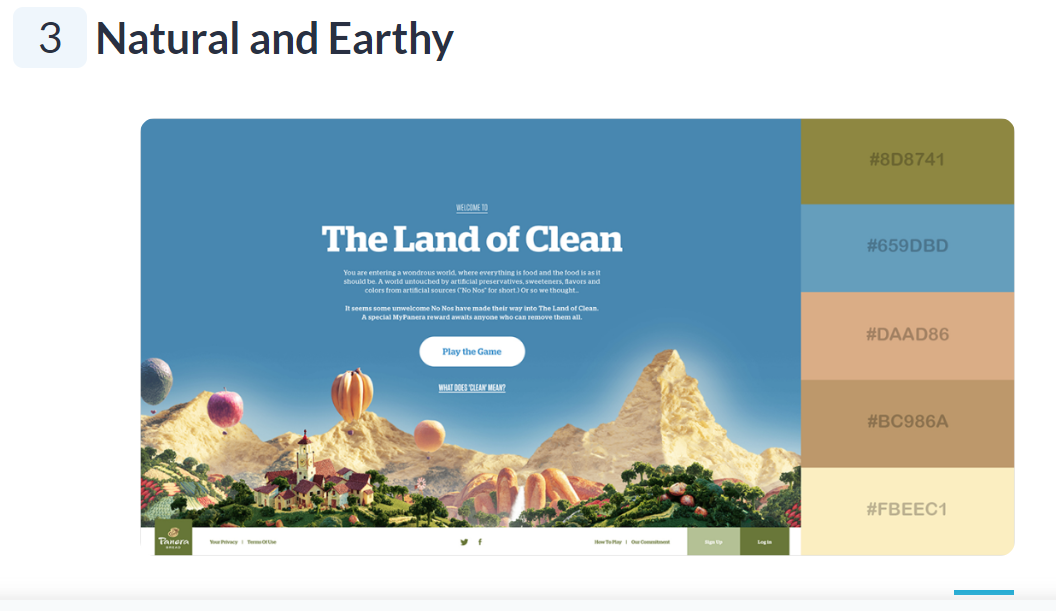 3 Natural and Earthy
WELCOME TO
The Land of Clean
You are entering a wondrous world, where everything is food and the food is as it
should be. A world untouched by artificial preservatives, sweeteners, flavors and
colors from artificial sources ("No Nos" for short.) Or so we thought..
It seems some unwelcome No Nos have made their way into The Land of Clean.
A special MyPanera reward awaits anyone who can remove them all.
Play the Game
WHAT DOES 'CLEAN' MEAN?
Panera
BREAD
Your Privacy | Terms Of Use
How To Play | Our Commitment
Sign Up
Log in
#8D8741
#659DBD
#DAAD86
#BC986A
#FBEEC1